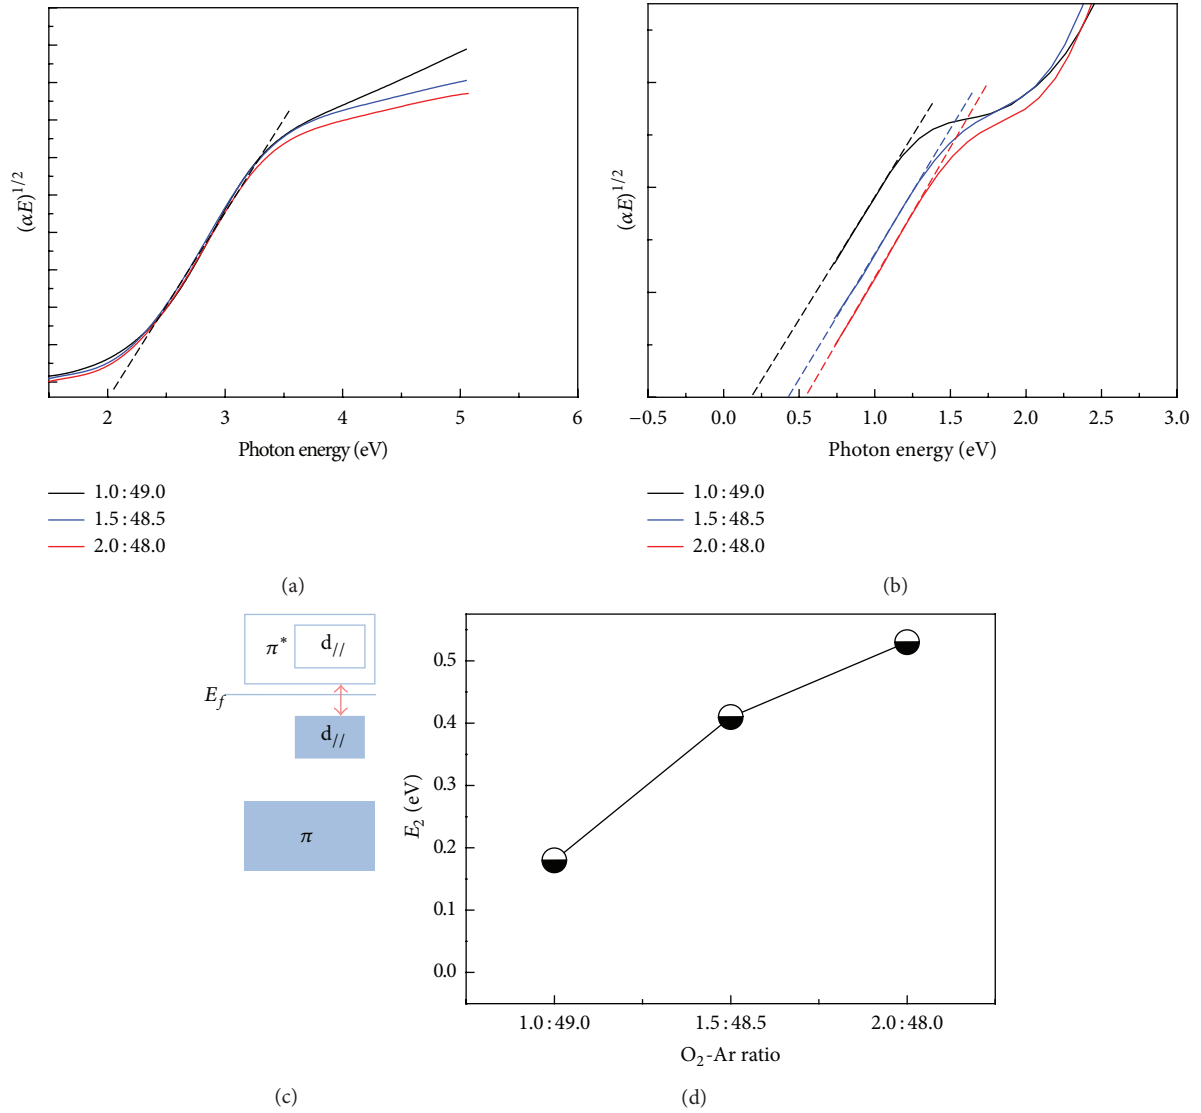 (αE)^1/2
2 3 4 5 6
Photon energy (eV)
1.0 : 49.0
1.5 : 48.5
2.0 : 48.0
(a)
(αE)^1/2
−0.5 0.0 0.5 1.0 1.5 2.0 2.5 3.0
Photon energy (eV)
1.0 : 49.0
1.5 : 48.5
2.0 : 48.0
(b)
π* d//
E_f
d//
π
(c)
E₂ (eV)
0.5
0.4
0.3
0.2
0.1
0.0
1.0 : 49.0 1.5 : 48.5 2.0 : 48.0
O₂-Ar ratio
(d)